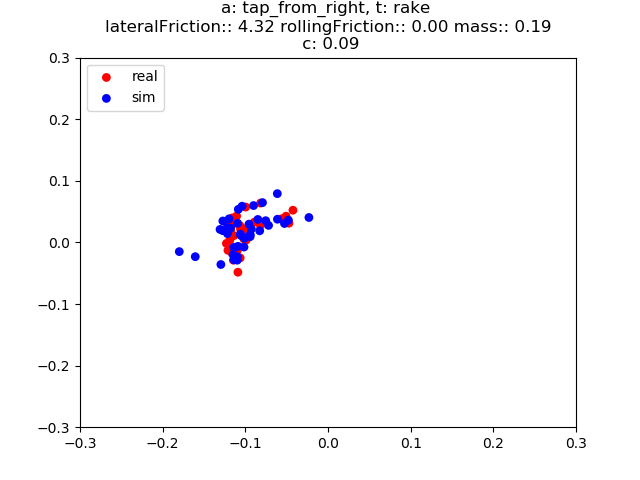 a: tap_from_right, t: rake
lateralFriction:: 4.32 rollingFriction:: 0.00 mass:: 0.19
c: 0.09
real
sim
0.3
0.2
0.1
0.0
−0.1
−0.2
−0.3
−0.3
−0.2
−0.1
0.0
0.1
0.2
0.3